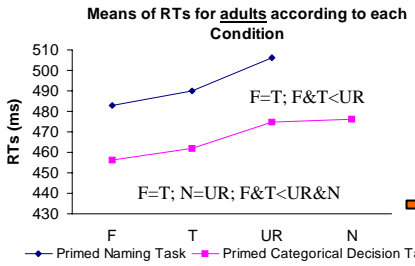 Means of RTs for adults according to each
Condition
RTs (ms)
510
500
490
480
470
460
450
440
430
F=T; F&T<UR
F=T; N=UR; F&T<UR&N
F T UR N
Primed Naming Task Primed Categorical Decision Ta